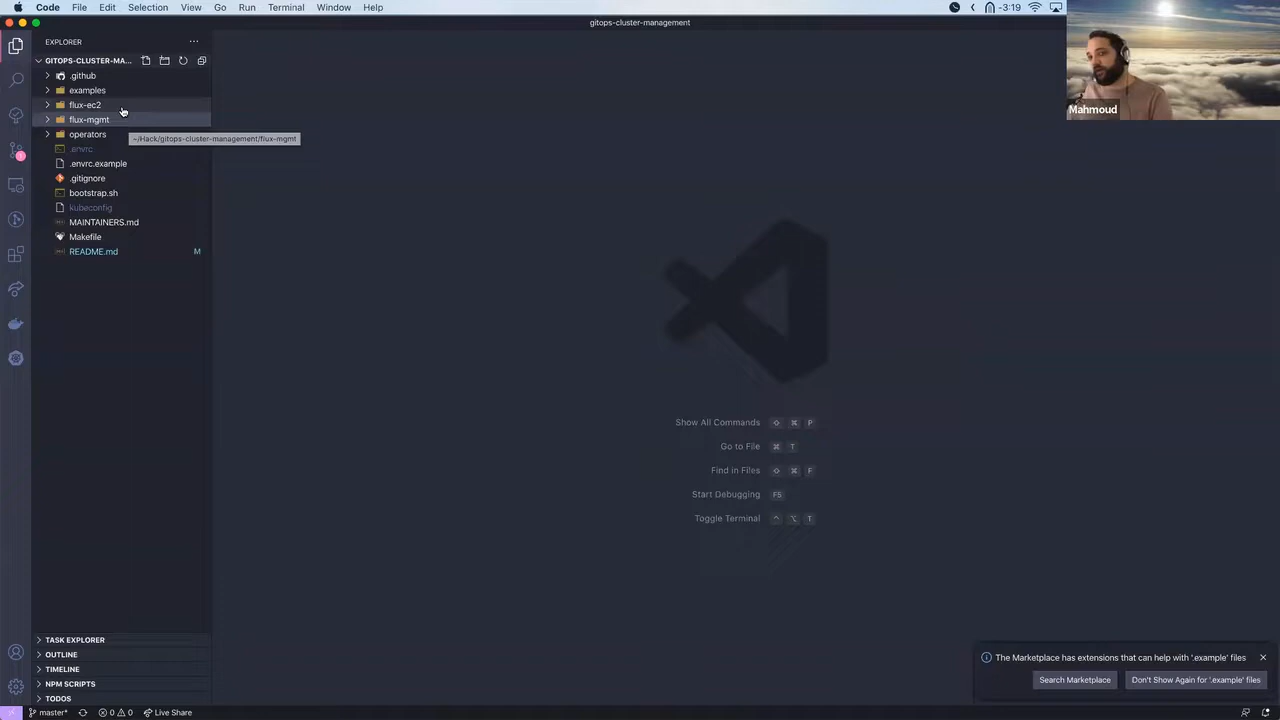 Code File Edit Selection View Go Run Terminal Window Help
-3:19
gitops-cluster-management
EXPLORER
GITOPS-CLUSTER-MA...
.github
examples
flux-ec2
flux-mgmt
operators
~/Hack/gitops-cluster-management/flux-mgmt
.envrc
.envrc.example
.gitignore
bootstrap.sh
kubeconfig
MAINTAINERS.md
Makefile
README.md M
Mahmoud
1
Show All Commands ⇧ ⌘ P
Go to File ⌘ T
Find in Files ⇧ ⌘ F
Start Debugging F5
Toggle Terminal ^ ⌥ T
TASK EXPLORER
OUTLINE
TIMELINE
NPM SCRIPTS
TODOS
The Marketplace has extensions that can help with '.example' files
Search Marketplace
Don't Show Again for '.example' files
master* 0 0 Live Share